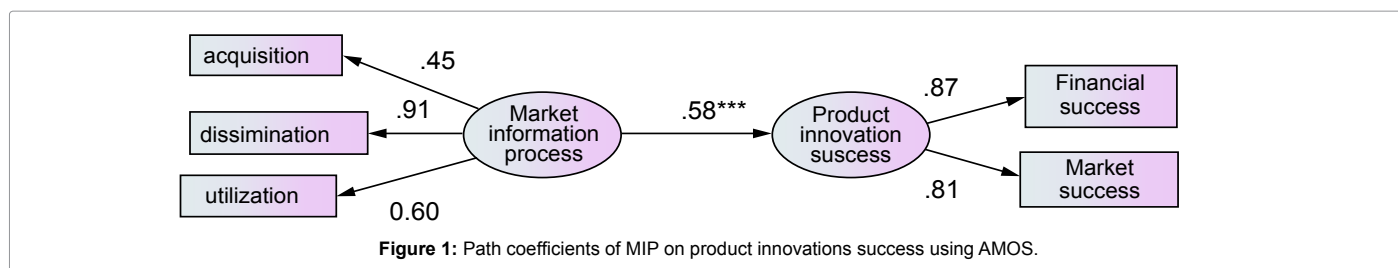 acquisition
.45
.91
dissimination
utilization
0.60
Market
information
process
.58***
Product
innovation
suscess
.87
.81
Financial
success
Market
success
Figure 1: Path coefficients of MIP on product innovations success using AMOS.